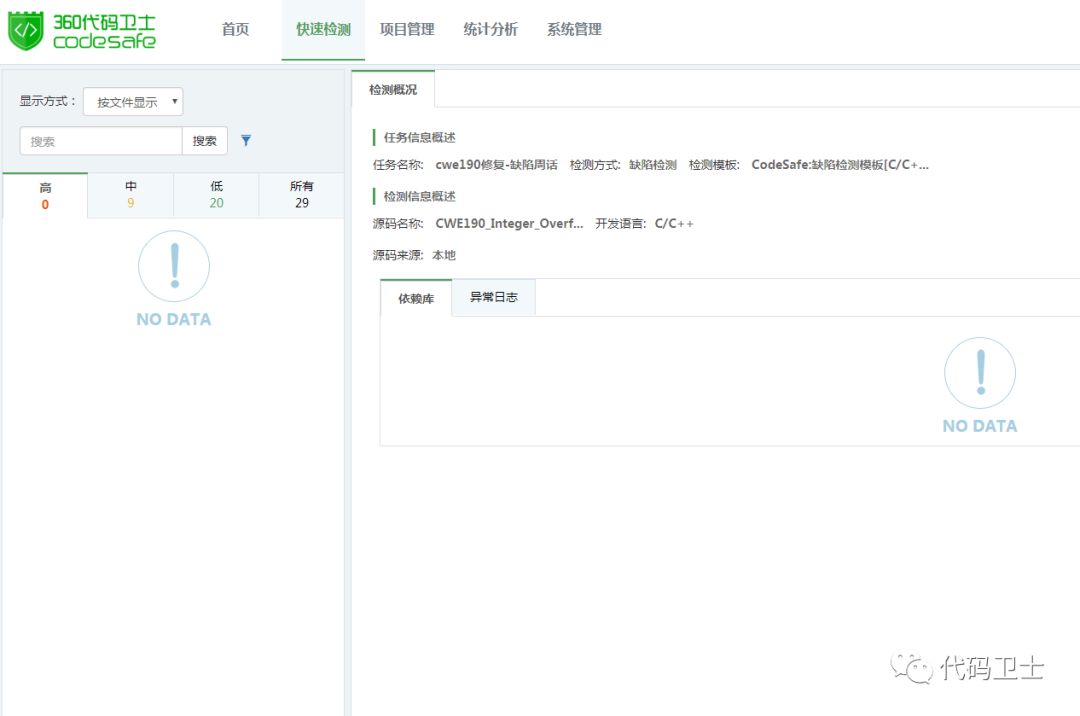 360代码卫士
codesafe
首页 快速检测 项目管理 统计分析 系统管理
显示方式： 按文件显示
搜索 搜索
高 中 低 所有
0 9 20 29
NO DATA
检测概况
任务信息概述
任务名称: cwe190修复-缺陷周话 检测方式: 缺陷检测 检测模板: CodeSafe:缺陷检测模板[C/C+...
检测信息概述
源码名称: CWE190_Integer_Overf... 开发语言: C/C++
源码来源: 本地
依赖库 异常日志
NO DATA
代码卫士